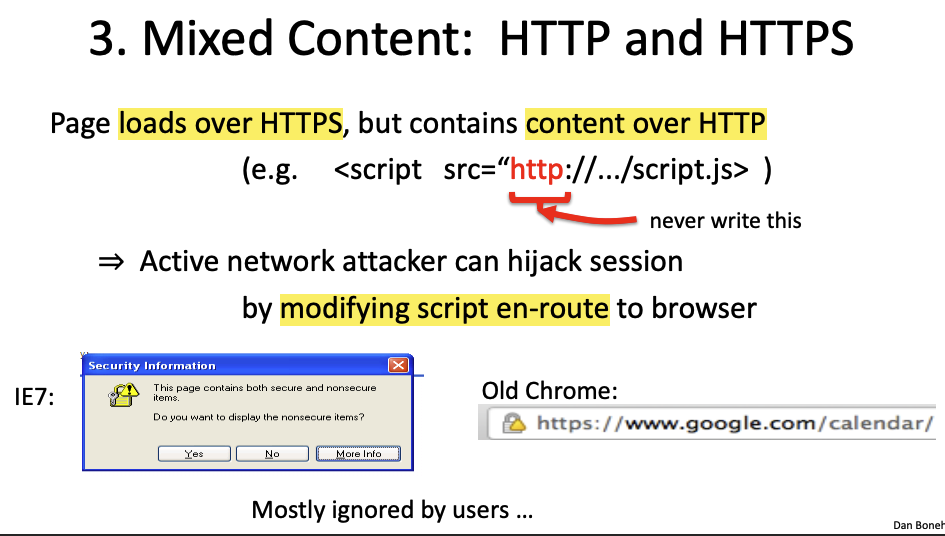 3. Mixed Content:  HTTP and HTTPS
Page loads over HTTPS, but contains content over HTTP
(e.g.  <script  src=“http://.../script.js>  )
never write this
⇒ Active network attacker can hijack session
by modifying script en-route to browser
IE7:
Security Information
This page contains both secure and nonsecure
items.
Do you want to display the nonsecure items?
Yes No More Info
Old Chrome:
https://www.google.com/calendar/
Mostly ignored by users …
Dan Boneh